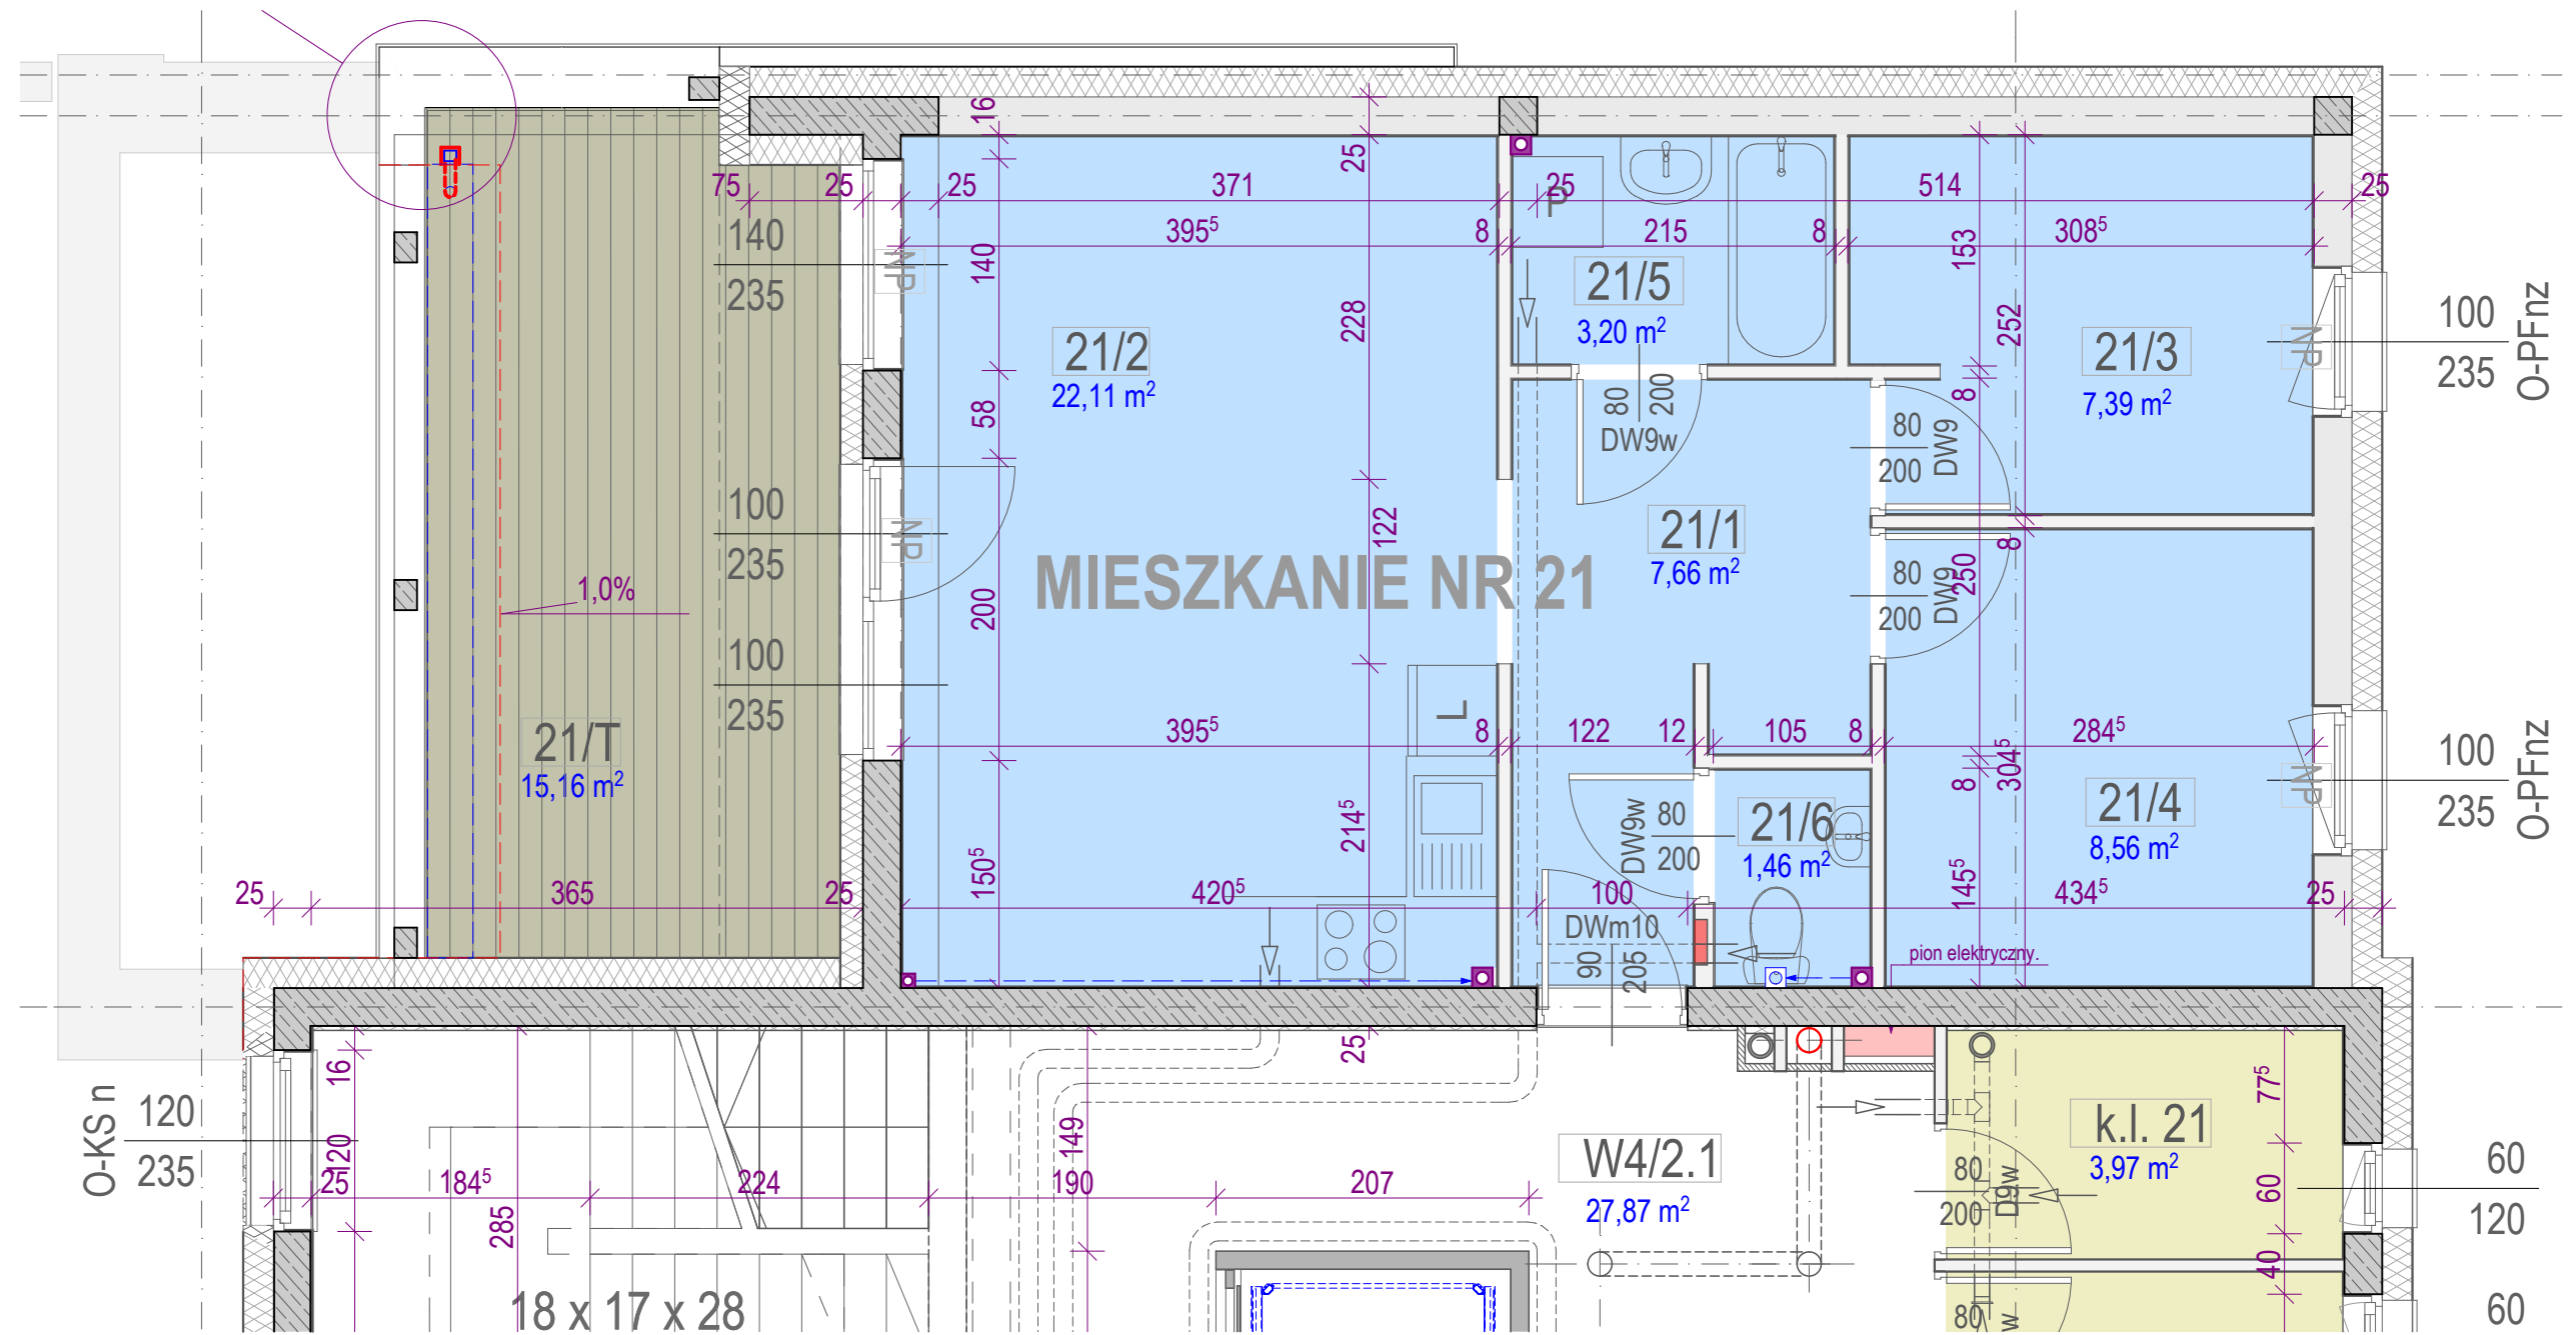 16
25
75
25
25
371
25
P
514
25
140
235
NP
140
395⁵
8
215
8
153
308⁵
21/5
3,20 m²
228
252
21/2
22,11 m²
21/3
7,39 m²
NP
100
235
O-PFnz
58
80
200
DW9w
8
80
200
DW9
100
235
NP
122
21/1
7,66 m²
8
MIESZKANIE NR 21
1,0%
200
80
200
DW9
250
100
235
L
21/T
15,16 m²
395⁵
8
122
12
105
8
284⁵
8
304⁵
100
235
O-PFnz
NP
21/4
8,56 m²
214⁵
DW9w
80
200
21/6
1,46 m²
150⁵
145⁵
25
365
25
420⁵
100
434⁵
25
DWm10
90
205
pion elektryczny.
16
25
O-KS n
120
235
120
25
184⁵
285
224
149
190
207
W4/2.1
27,87 m²
77⁵
k.l. 21
3,97 m²
80
200
D9w
60
60
120
40
18 x 17 x 28
80
w
60